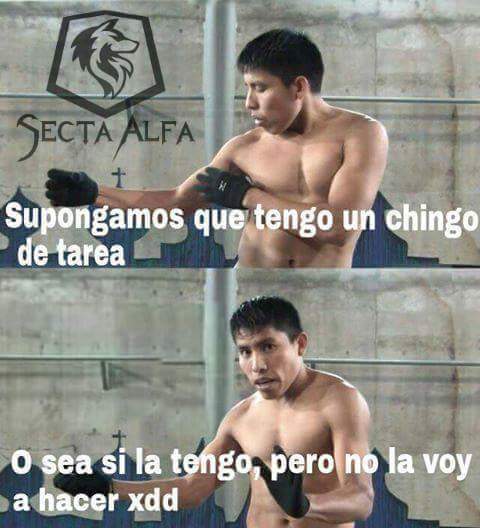 SECTA ALFA
Supongamos que tengo un chingo
de tarea
O sea si la tengo, pero no la voy
a hacer xdd